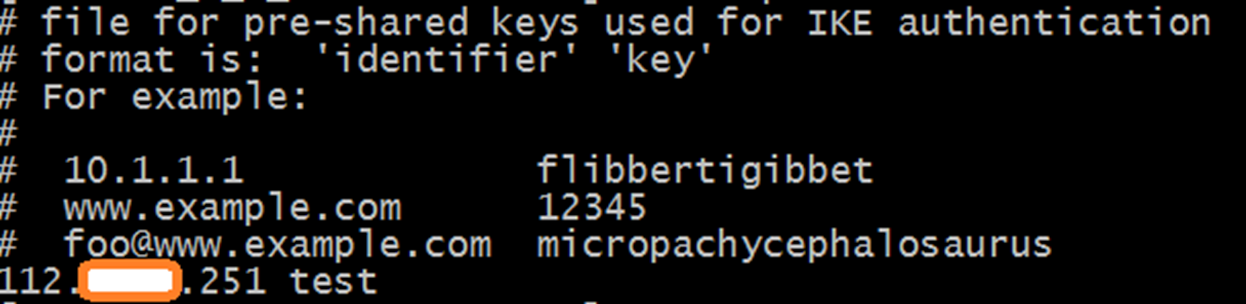 # file for pre-shared keys used for IKE authentication
# format is:  'identifier' 'key'
# For example:
#
#  10.1.1.1             flibbertigibbet
#  www.example.com      12345
#  foo@www.example.com  micropachycephalosaurus
112. .251 test